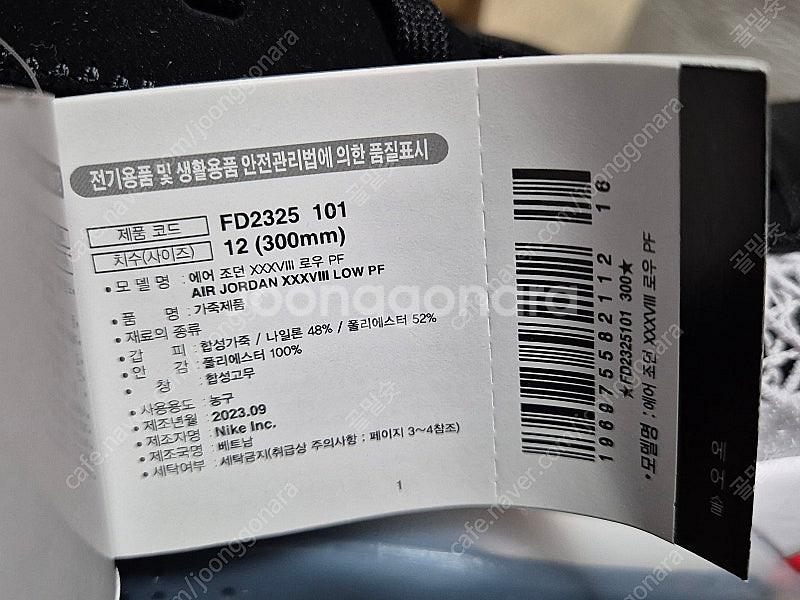 전기용품 및 생활용품 안전관리법에 의한 품질표시
제품 코드 FD2325 101
치수(사이즈) 12 (300mm)
• 모 델 명 : 에어 조던 XXXVIII 로우 PF
AIR JORDAN XXXVIII LOW PF
• 품 명 : 가죽제품
• 재료의 종류
갑 피 : 합성가죽 / 나일론 48% / 폴리에스터 52%
안 감 : 폴리에스터 100%
창 : 합성고무
• 사용용도 : 농구
• 제조년월 : 2023.09
• 제조자명 : Nike Inc.
• 제조국명 : 베트남
• 세탁여부 : 세탁금지(취급상 주의사항 : 페이지 3~4참조)
1
196975582112 16
★FD2325101 300★
•모델명 : 에어 조던 XXXVIII 로우 PF
에어솔
joonggonara
cafe.naver.com/joonggonara
골밑슛